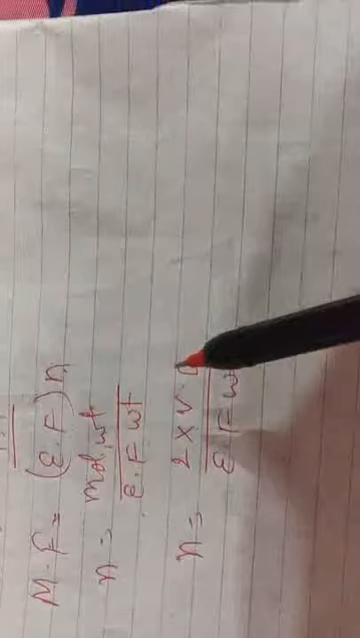 M.F = (E.F)n
n = mol.wt
E.F wt
n = 2 x V.
E.F wt